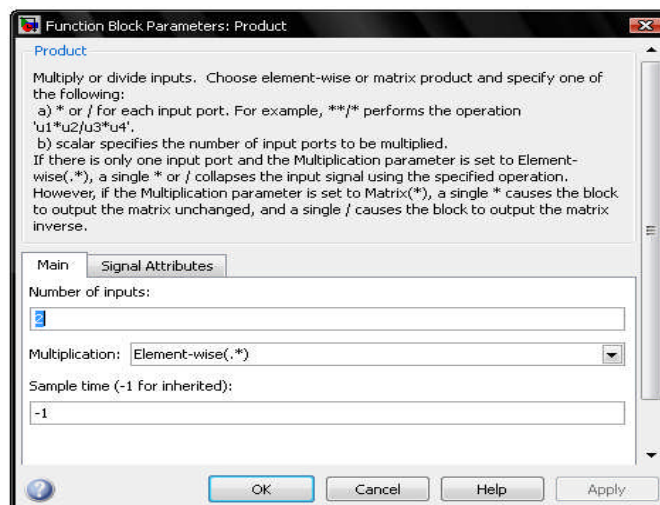 Function Block Parameters: Product
Product
Multiply or divide inputs.  Choose element-wise or matrix product and specify one of
the following:
a) * or / for each input port. For example, **/* performs the operation
'u1*u2/u3*u4'.
b) scalar specifies the number of input ports to be multiplied.
If there is only one input port and the Multiplication parameter is set to Element-
wise(.*), a single * or / collapses the input signal using the specified operation.
However, if the Multiplication parameter is set to Matrix(*), a single * causes the block
to output the matrix unchanged, and a single / causes the block to output the matrix
inverse.
Main Signal Attributes
Number of inputs:
2
Multiplication: Element-wise(.*)
Sample time (-1 for inherited):
-1
OK Cancel Help Apply